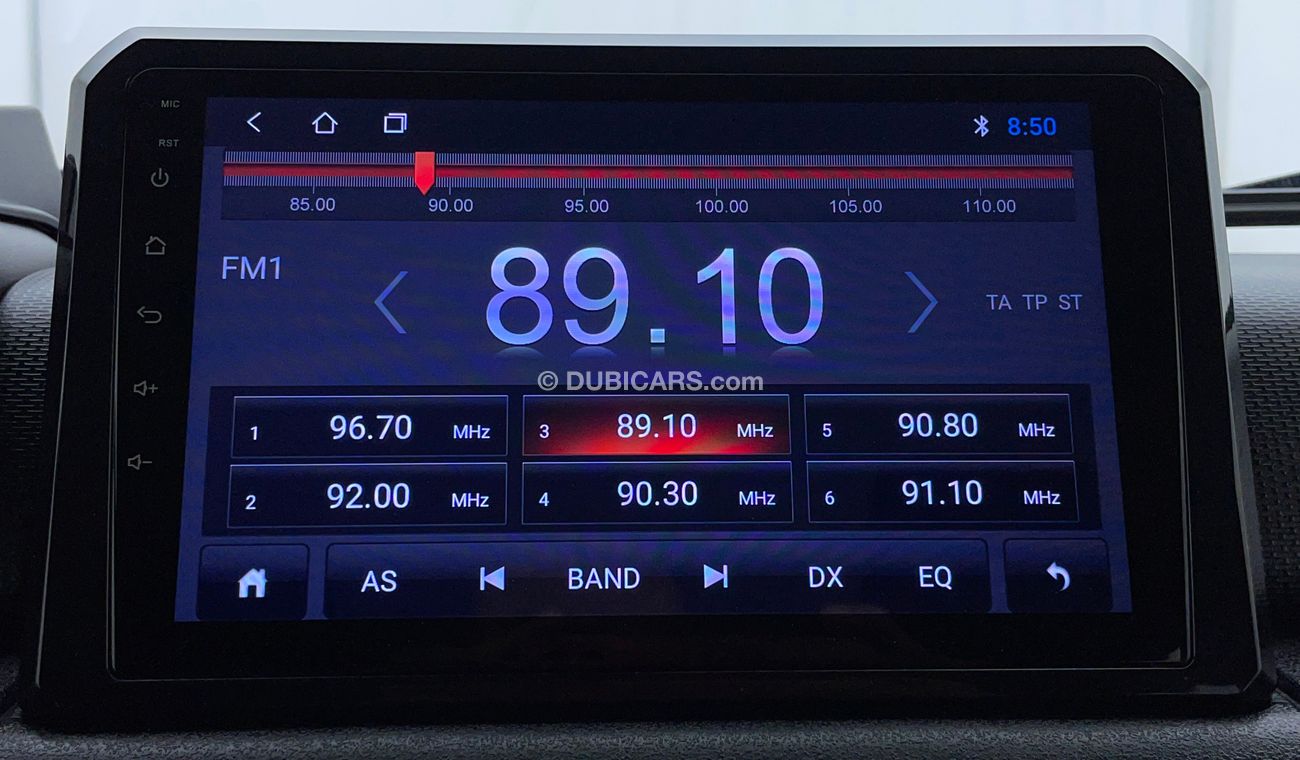 MIC
RST
8:50
85.00 90.00 95.00 100.00 105.00 110.00
FM1
89.10
TA TP ST
© DUBICARS.com
1 96.70 MHz
3 89.10 MHz
5 90.80 MHz
2 92.00 MHz
4 90.30 MHz
6 91.10 MHz
AS BAND DX EQ